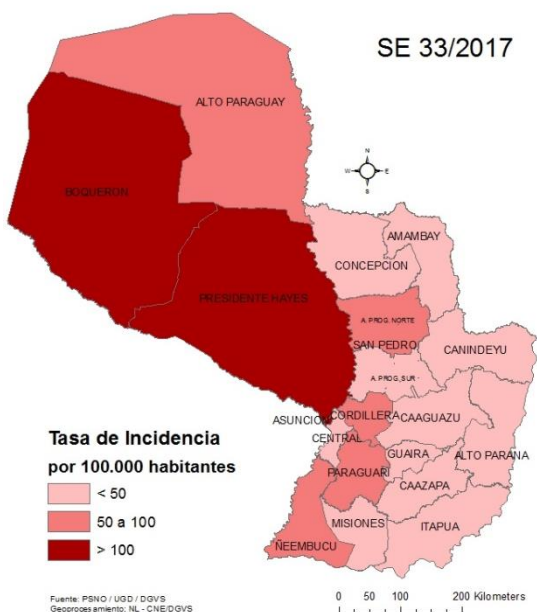 SE 33/2017
ALTO PARAGUAY
N
W E
S
BOQUERON
AMAMBAY
CONCEPCION
PRESIDENTE HAYES
A. PROG. NORTE
SAN PEDRO
CANINDEYU
A. PROG. SUR
ASUNCION
CORDILLERA
CAAGUAZU
CENTRAL
GUAIRA
ALTO PARANA
PARAGUARI
CAAZAPA
MISIONES
ITAPUA
ÑEEMBUCU
Tasa de Incidencia
por 100.000 habitantes
< 50
50 a 100
> 100
Fuente: PSNO / UGD / DGVS
Geoprocesamiento: NL - CNE/DGVS
0 50 100 200 Kilometers